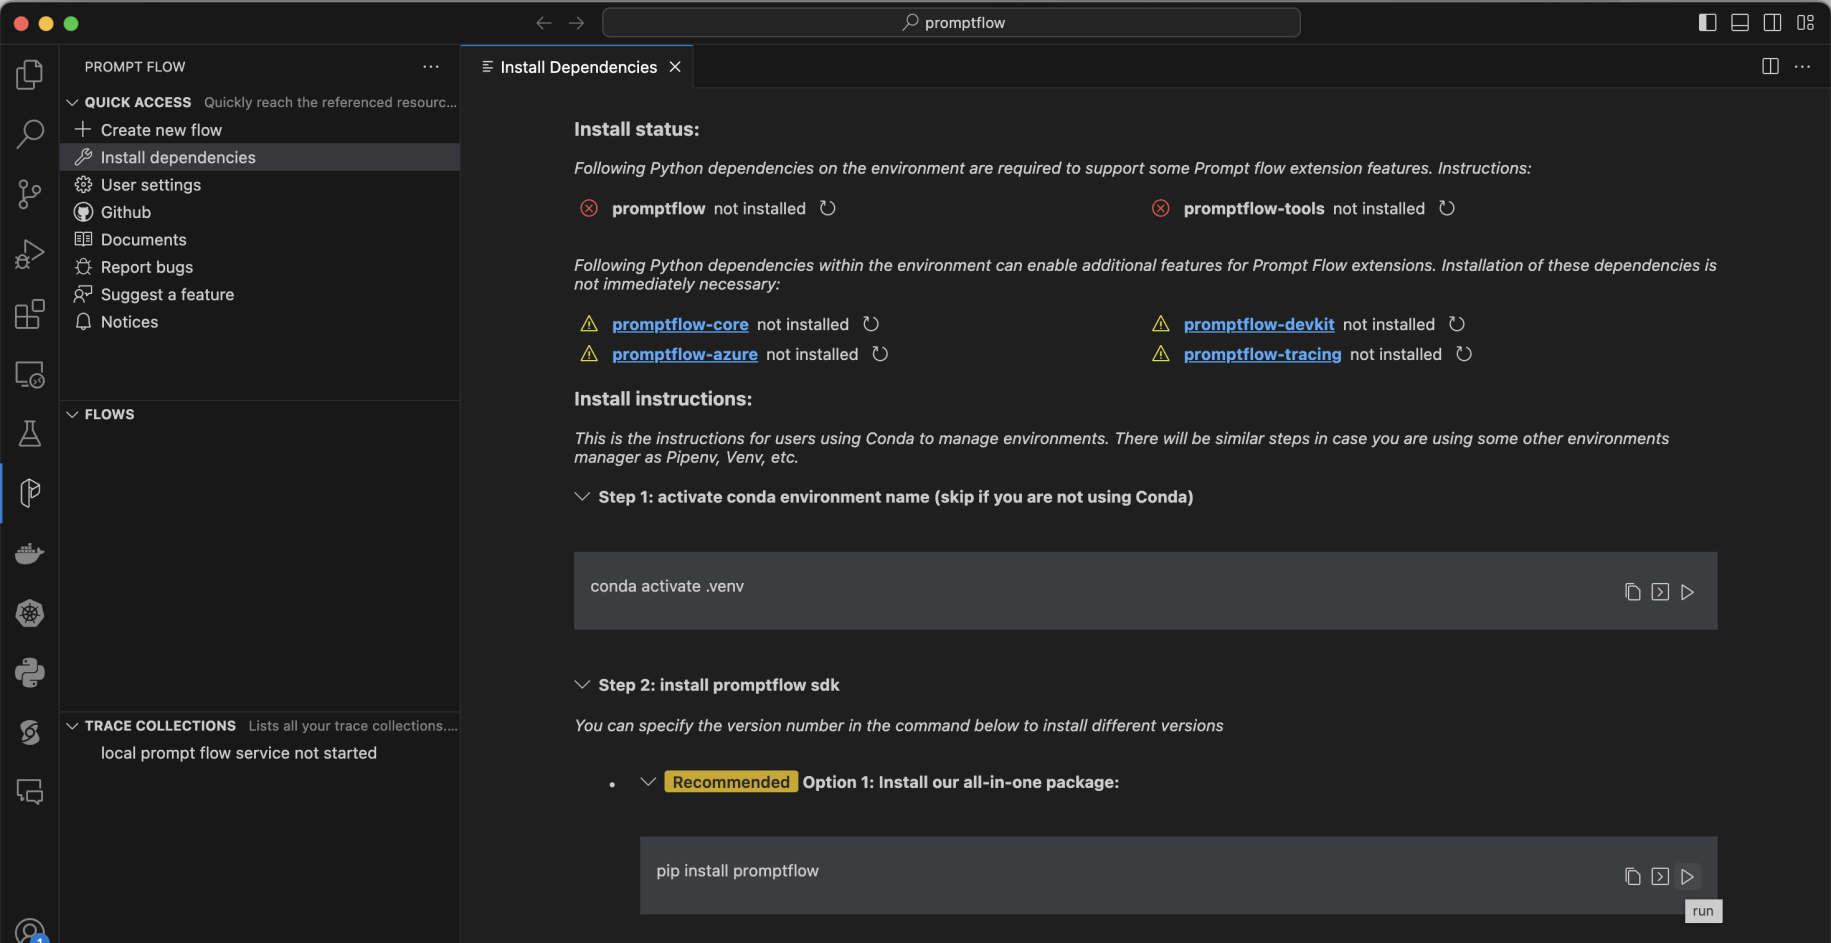 promptflow
PROMPT FLOW
QUICK ACCESS Quickly reach the referenced resourc...
Create new flow
Install dependencies
User settings
Github
Documents
Report bugs
Suggest a feature
Notices
FLOWS
TRACE COLLECTIONS Lists all your trace collections....
local prompt flow service not started
1
Install Dependencies
Install status:
Following Python dependencies on the environment are required to support some Prompt flow extension features. Instructions:
promptflow not installed
promptflow-tools not installed
Following Python dependencies within the environment can enable additional features for Prompt Flow extensions. Installation of these dependencies is
not immediately necessary:
promptflow-core not installed
promptflow-devkit not installed
promptflow-azure not installed
promptflow-tracing not installed
Install instructions:
This is the instructions for users using Conda to manage environments. There will be similar steps in case you are using some other environments
manager as Pipenv, Venv, etc.
Step 1: activate conda environment name (skip if you are not using Conda)
conda activate .venv
Step 2: install promptflow sdk
You can specify the version number in the command below to install different versions
• Recommended Option 1: Install our all-in-one package:
pip install promptflow
run